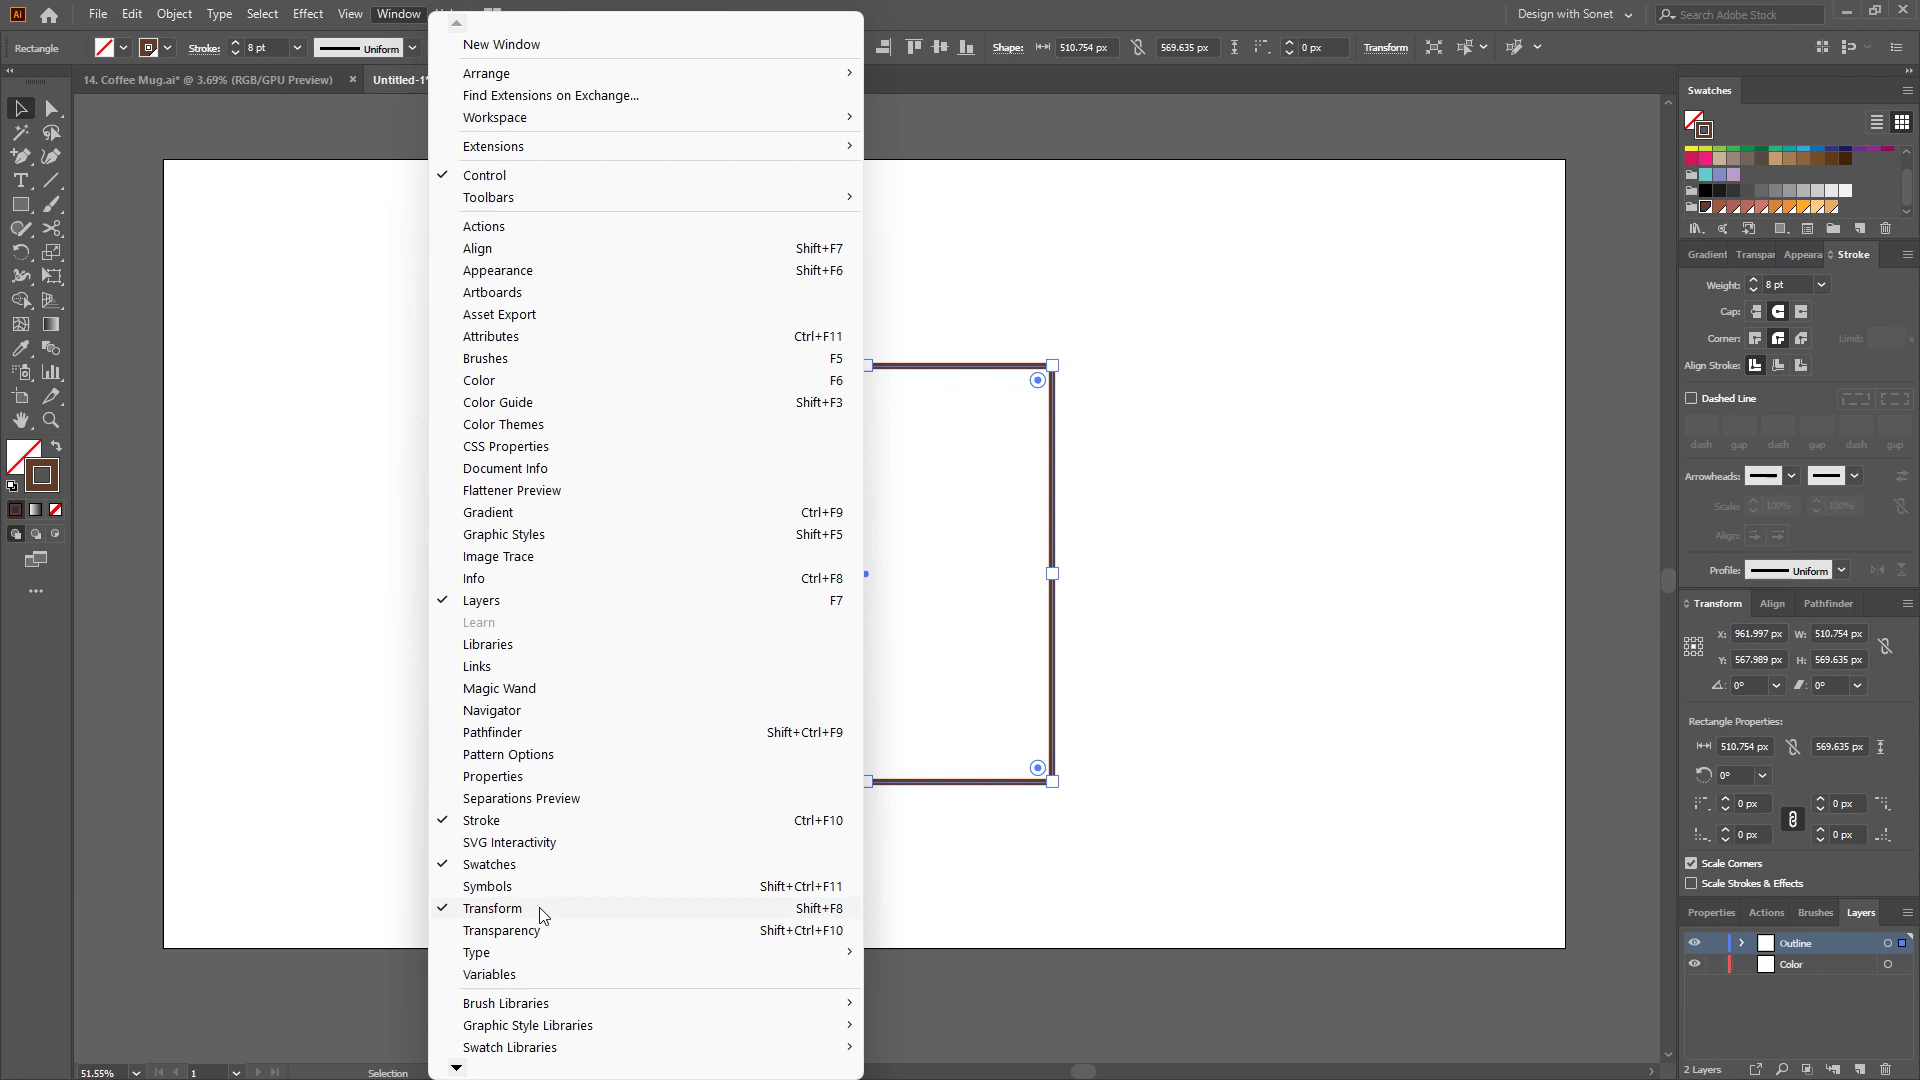 Ai File Edit Object Type Select Effect View Window Design with Sonet Search Adobe Stock
Rectangle Stroke: 8 pt Uniform Shape: 510.754 px 569.635 px 0 px Transform
14. Coffee Mug.ai* @ 3.69% (RGB/GPU Preview) × Untitled-1*
New Window
Arrange
Find Extensions on Exchange...
Workspace
Extensions
Control
Toolbars
Actions
Align Shift+F7
Appearance Shift+F6
Artboards
Asset Export
Attributes Ctrl+F11
Brushes F5
Color F6
Color Guide Shift+F3
Color Themes
CSS Properties
Document Info
Flattener Preview
Gradient Ctrl+F9
Graphic Styles Shift+F5
Image Trace
Info Ctrl+F8
Layers F7
Learn
Libraries
Links
Magic Wand
Navigator
Pathfinder Shift+Ctrl+F9
Pattern Options
Properties
Separations Preview
Stroke Ctrl+F10
SVG Interactivity
Swatches
Symbols Shift+Ctrl+F11
Transform Shift+F8
Transparency Shift+Ctrl+F10
Type
Variables
Brush Libraries
Graphic Style Libraries
Swatch Libraries
Swatches
Gradient Transpar Appeara Stroke
Weight: 8 pt
Cap:
Corner: Limit: x
Align Stroke:
Dashed Line
dash gap dash gap dash gap
Arrowheads:
Scale: 100% 100%
Align:
Profile: Uniform
Transform Align Pathfinder
X: 961.997 px W: 510.754 px
Y: 567.989 px H: 569.635 px
0° 0°
Rectangle Properties:
510.754 px 569.635 px
0°
0 px 0 px
0 px 0 px
Scale Corners
Scale Strokes & Effects
Properties Actions Brushes Layers
Outline
Color
2 Layers
51.55% 1 Selection